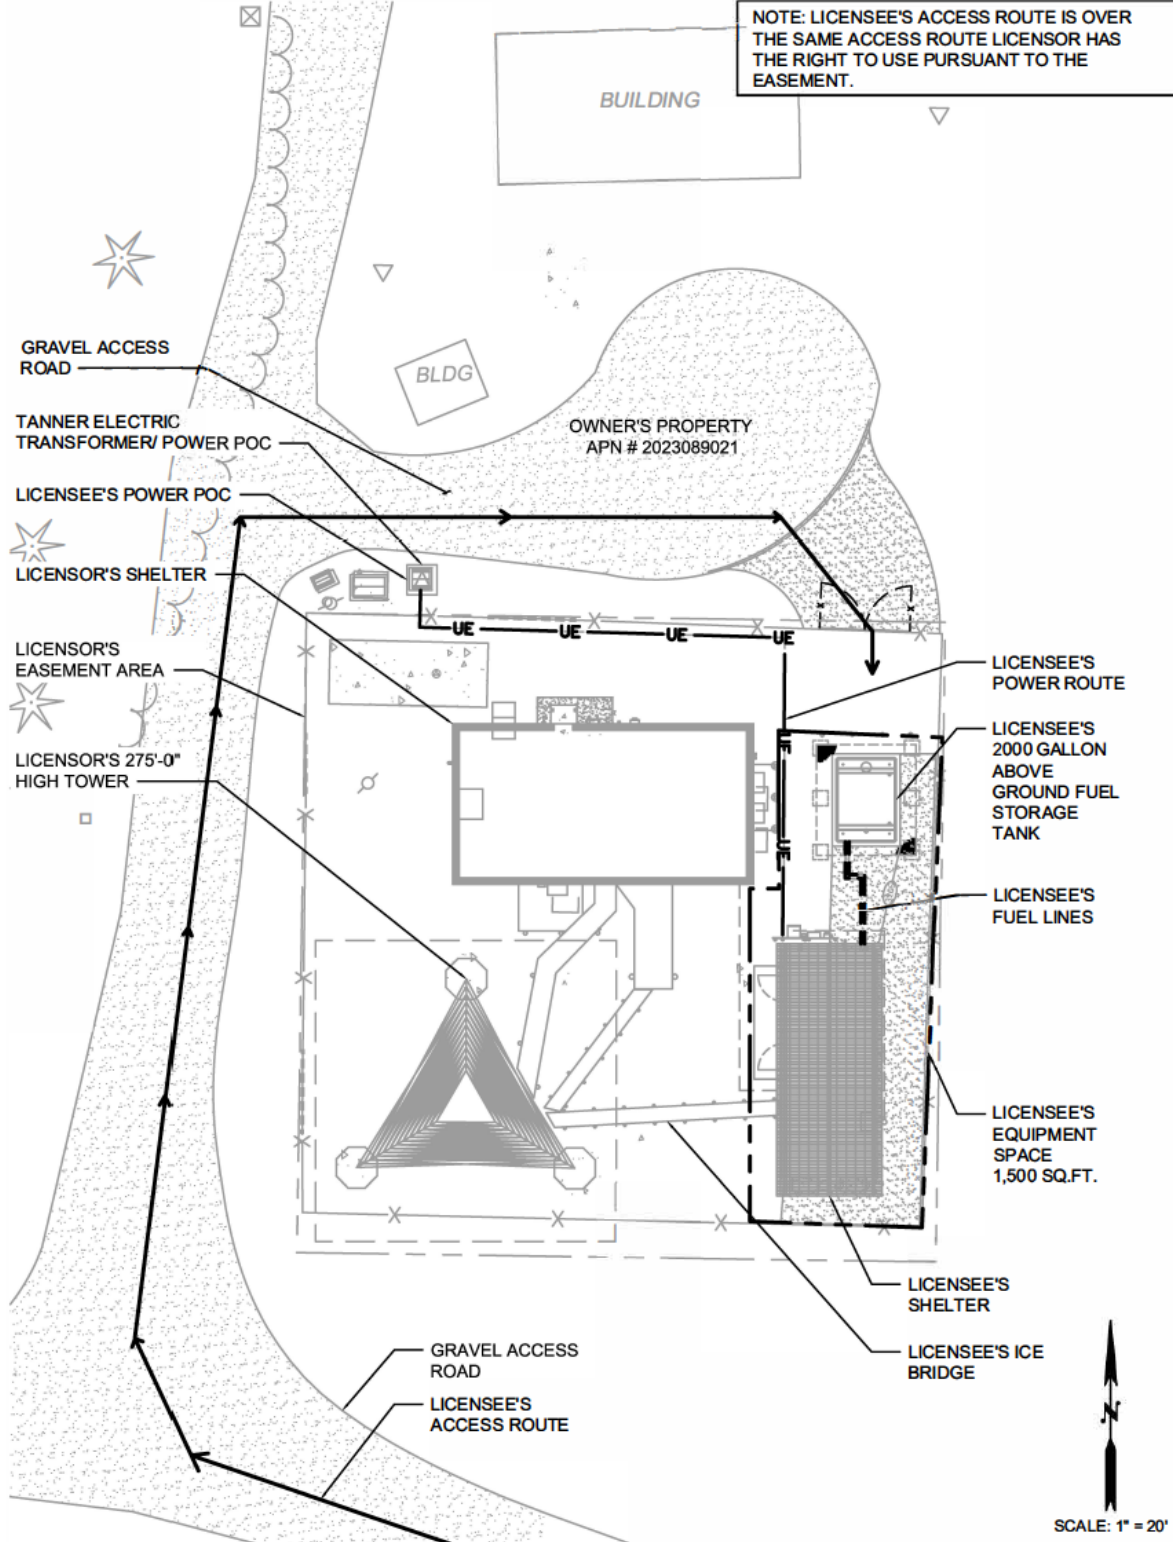 NOTE: LICENSEE'S ACCESS ROUTE IS OVER
THE SAME ACCESS ROUTE LICENSOR HAS
THE RIGHT TO USE PURSUANT TO THE
EASEMENT.
BUILDING
GRAVEL ACCESS
ROAD
BLDG
TANNER ELECTRIC
TRANSFORMER/ POWER POC
OWNER'S PROPERTY
APN # 2023089021
LICENSEE'S POWER POC
LICENSOR'S SHELTER
UE
UE
UE
UE
LICENSOR'S
EASEMENT AREA
LICENSEE'S
POWER ROUTE
LICENSOR'S 275'-0"
HIGH TOWER
UE
LICENSEE'S
2000 GALLON
ABOVE
GROUND FUEL
STORAGE
TANK
UE
LICENSEE'S
FUEL LINES
LICENSEE'S
EQUIPMENT
SPACE
1,500 SQ.FT.
LICENSEE'S
SHELTER
GRAVEL ACCESS
ROAD
LICENSEE'S ICE
BRIDGE
LICENSEE'S
ACCESS ROUTE
N
SCALE: 1" = 20'